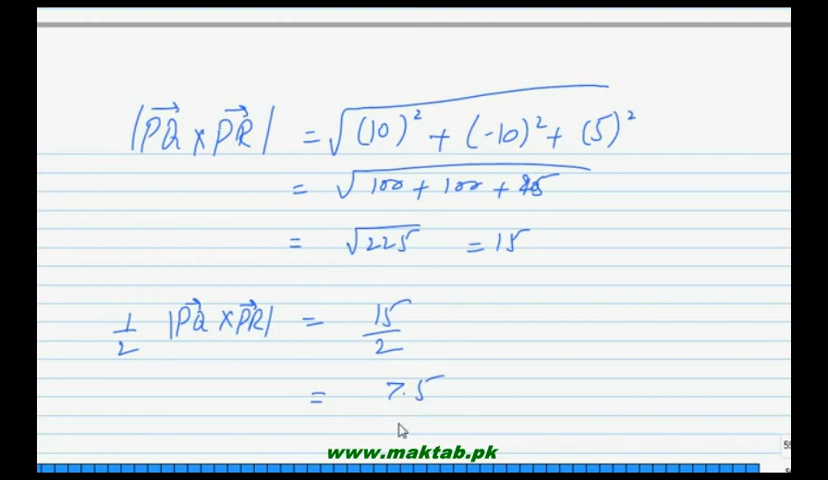 |PQ × PR| = √(10)² + (-10)² + (5)²
= √100 + 100 + 25
= √225 = 15
1/2 |PQ × PR| = 15/2
= 7.5
www.maktab.pk